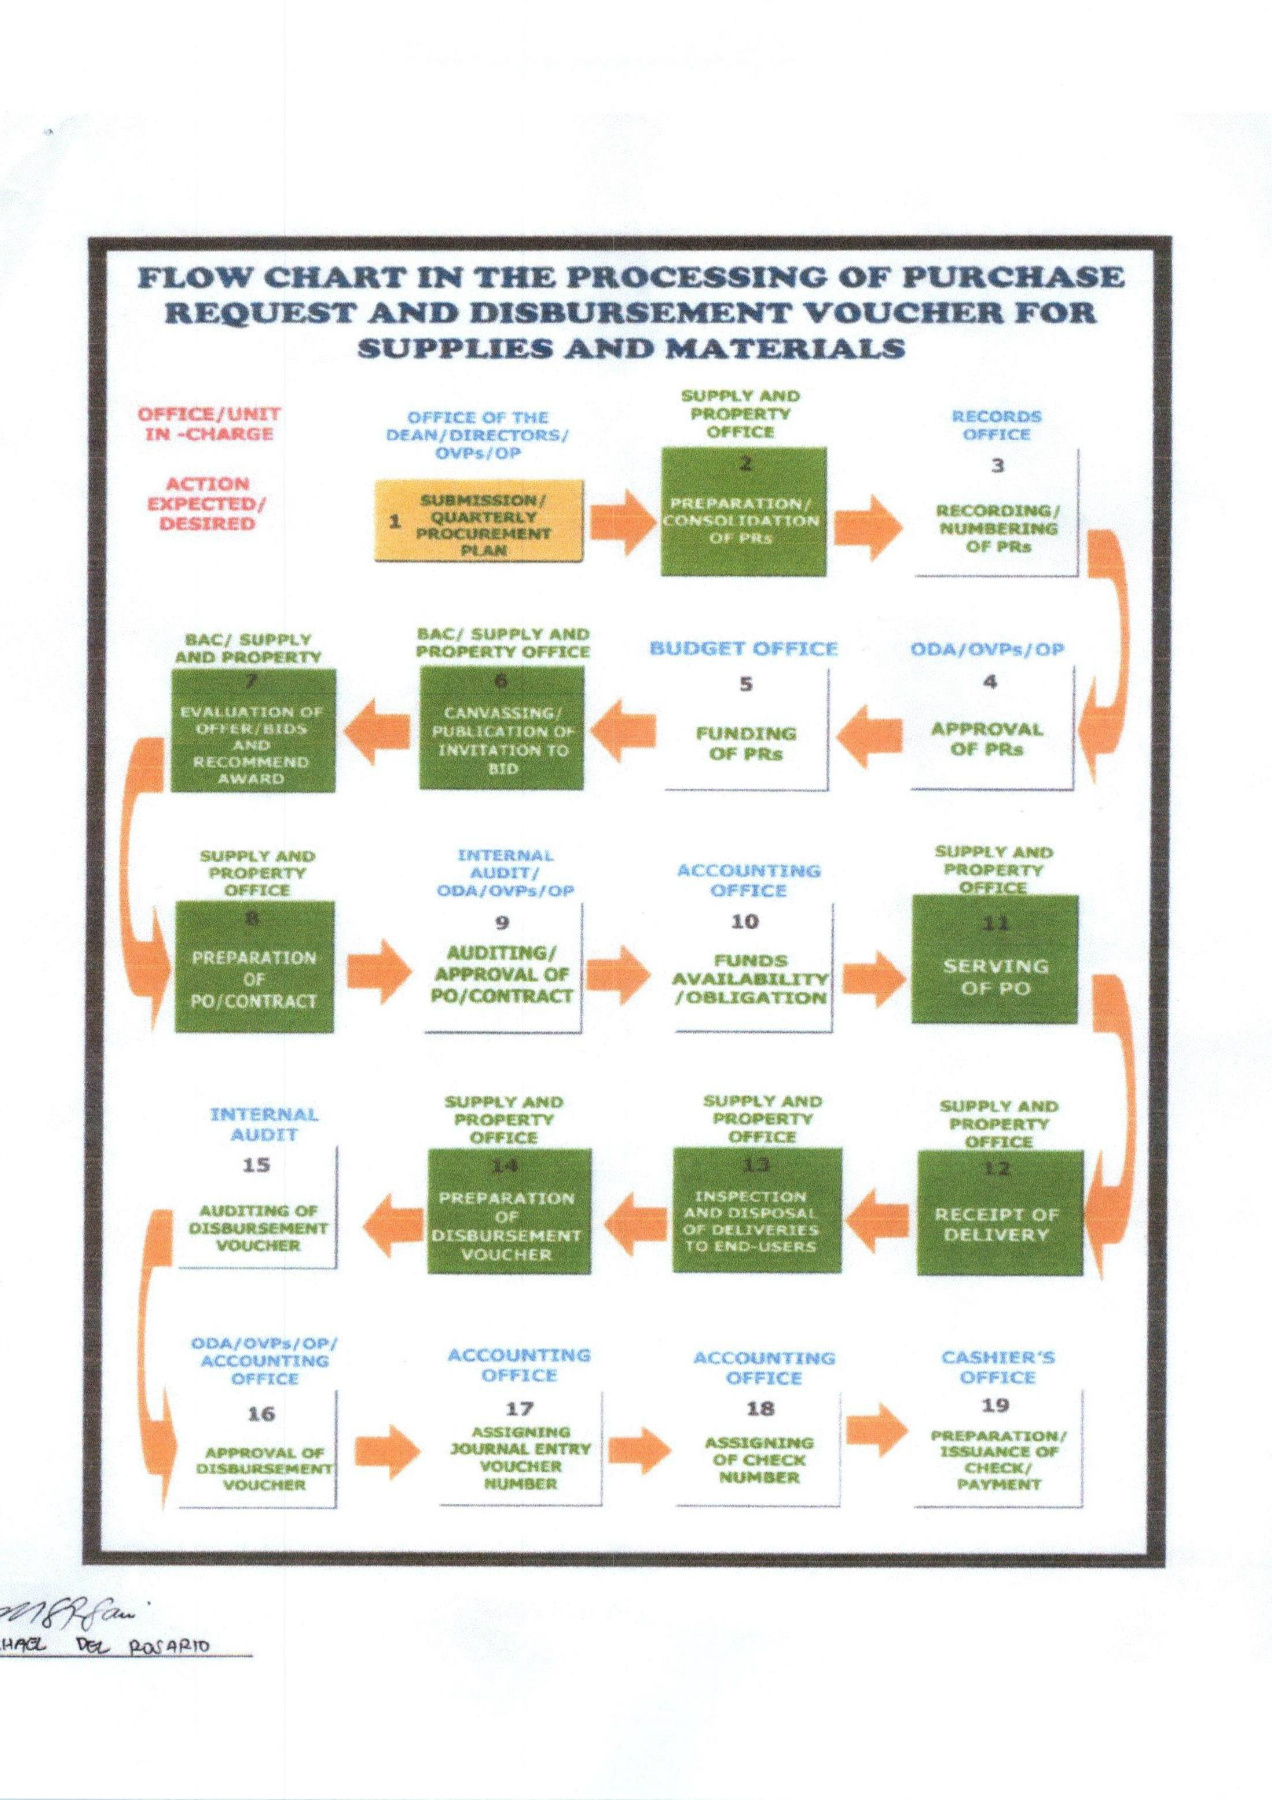 FLOW CHART IN THE PROCESSING OF PURCHASE
REQUEST AND DISBURSEMENT VOUCHER FOR
SUPPLIES AND MATERIALS
OFFICE/UNIT
IN -CHARGE
ACTION
EXPECTED/
DESIRED
OFFICE OF THE
DEAN/DIRECTORS/
OVPs/OP
1
SUBMISSION/
QUARTERLY
PROCUREMENT
PLAN
SUPPLY AND
PROPERTY
OFFICE
2
PREPARATION/
CONSOLIDATION
OF PRs
RECORDS
OFFICE
3
RECORDING/
NUMBERING
OF PRs
ODA/OVPs/OP
4
APPROVAL
OF PRs
BUDGET OFFICE
5
FUNDING
OF PRs
BAC/ SUPPLY AND
PROPERTY OFFICE
6
CANVASSING/
PUBLICATION OF
INVITATION TO
BID
BAC/ SUPPLY
AND PROPERTY
7
EVALUATION OF
OFFER/BIDS
AND
RECOMMEND
AWARD
SUPPLY AND
PROPERTY
OFFICE
8
PREPARATION
OF
PO/CONTRACT
INTERNAL
AUDIT/
ODA/OVPs/OP
9
AUDITING/
APPROVAL OF
PO/CONTRACT
ACCOUNTING
OFFICE
10
FUNDS
AVAILABILITY
/OBLIGATION
SUPPLY AND
PROPERTY
OFFICE
11
SERVING
OF PO
SUPPLY AND
PROPERTY
OFFICE
12
RECEIPT OF
DELIVERY
SUPPLY AND
PROPERTY
OFFICE
13
INSPECTION
AND DISPOSAL
OF DELIVERIES
TO END-USERS
SUPPLY AND
PROPERTY
OFFICE
14
PREPARATION
OF
DISBURSEMENT
VOUCHER
INTERNAL
AUDIT
15
AUDITING OF
DISBURSEMENT
VOUCHER
ODA/OVPs/OP/
ACCOUNTING
OFFICE
16
APPROVAL OF
DISBURSEMENT
VOUCHER
ACCOUNTING
OFFICE
17
ASSIGNING
JOURNAL ENTRY
VOUCHER
NUMBER
ACCOUNTING
OFFICE
18
ASSIGNING
OF CHECK
NUMBER
CASHIER'S
OFFICE
19
PREPARATION/
ISSUANCE OF
CHECK/
PAYMENT
HAEL DEL ROSARIO